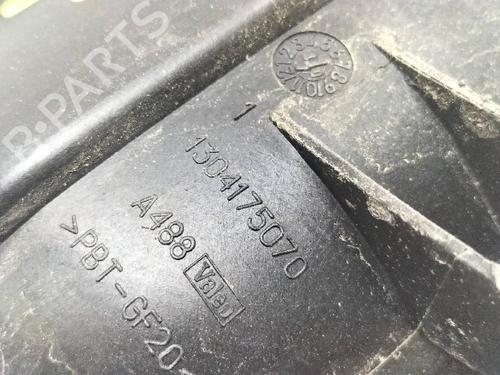 B-PARTS
1
1304175070
A488 Valeo
>PBT-GF20